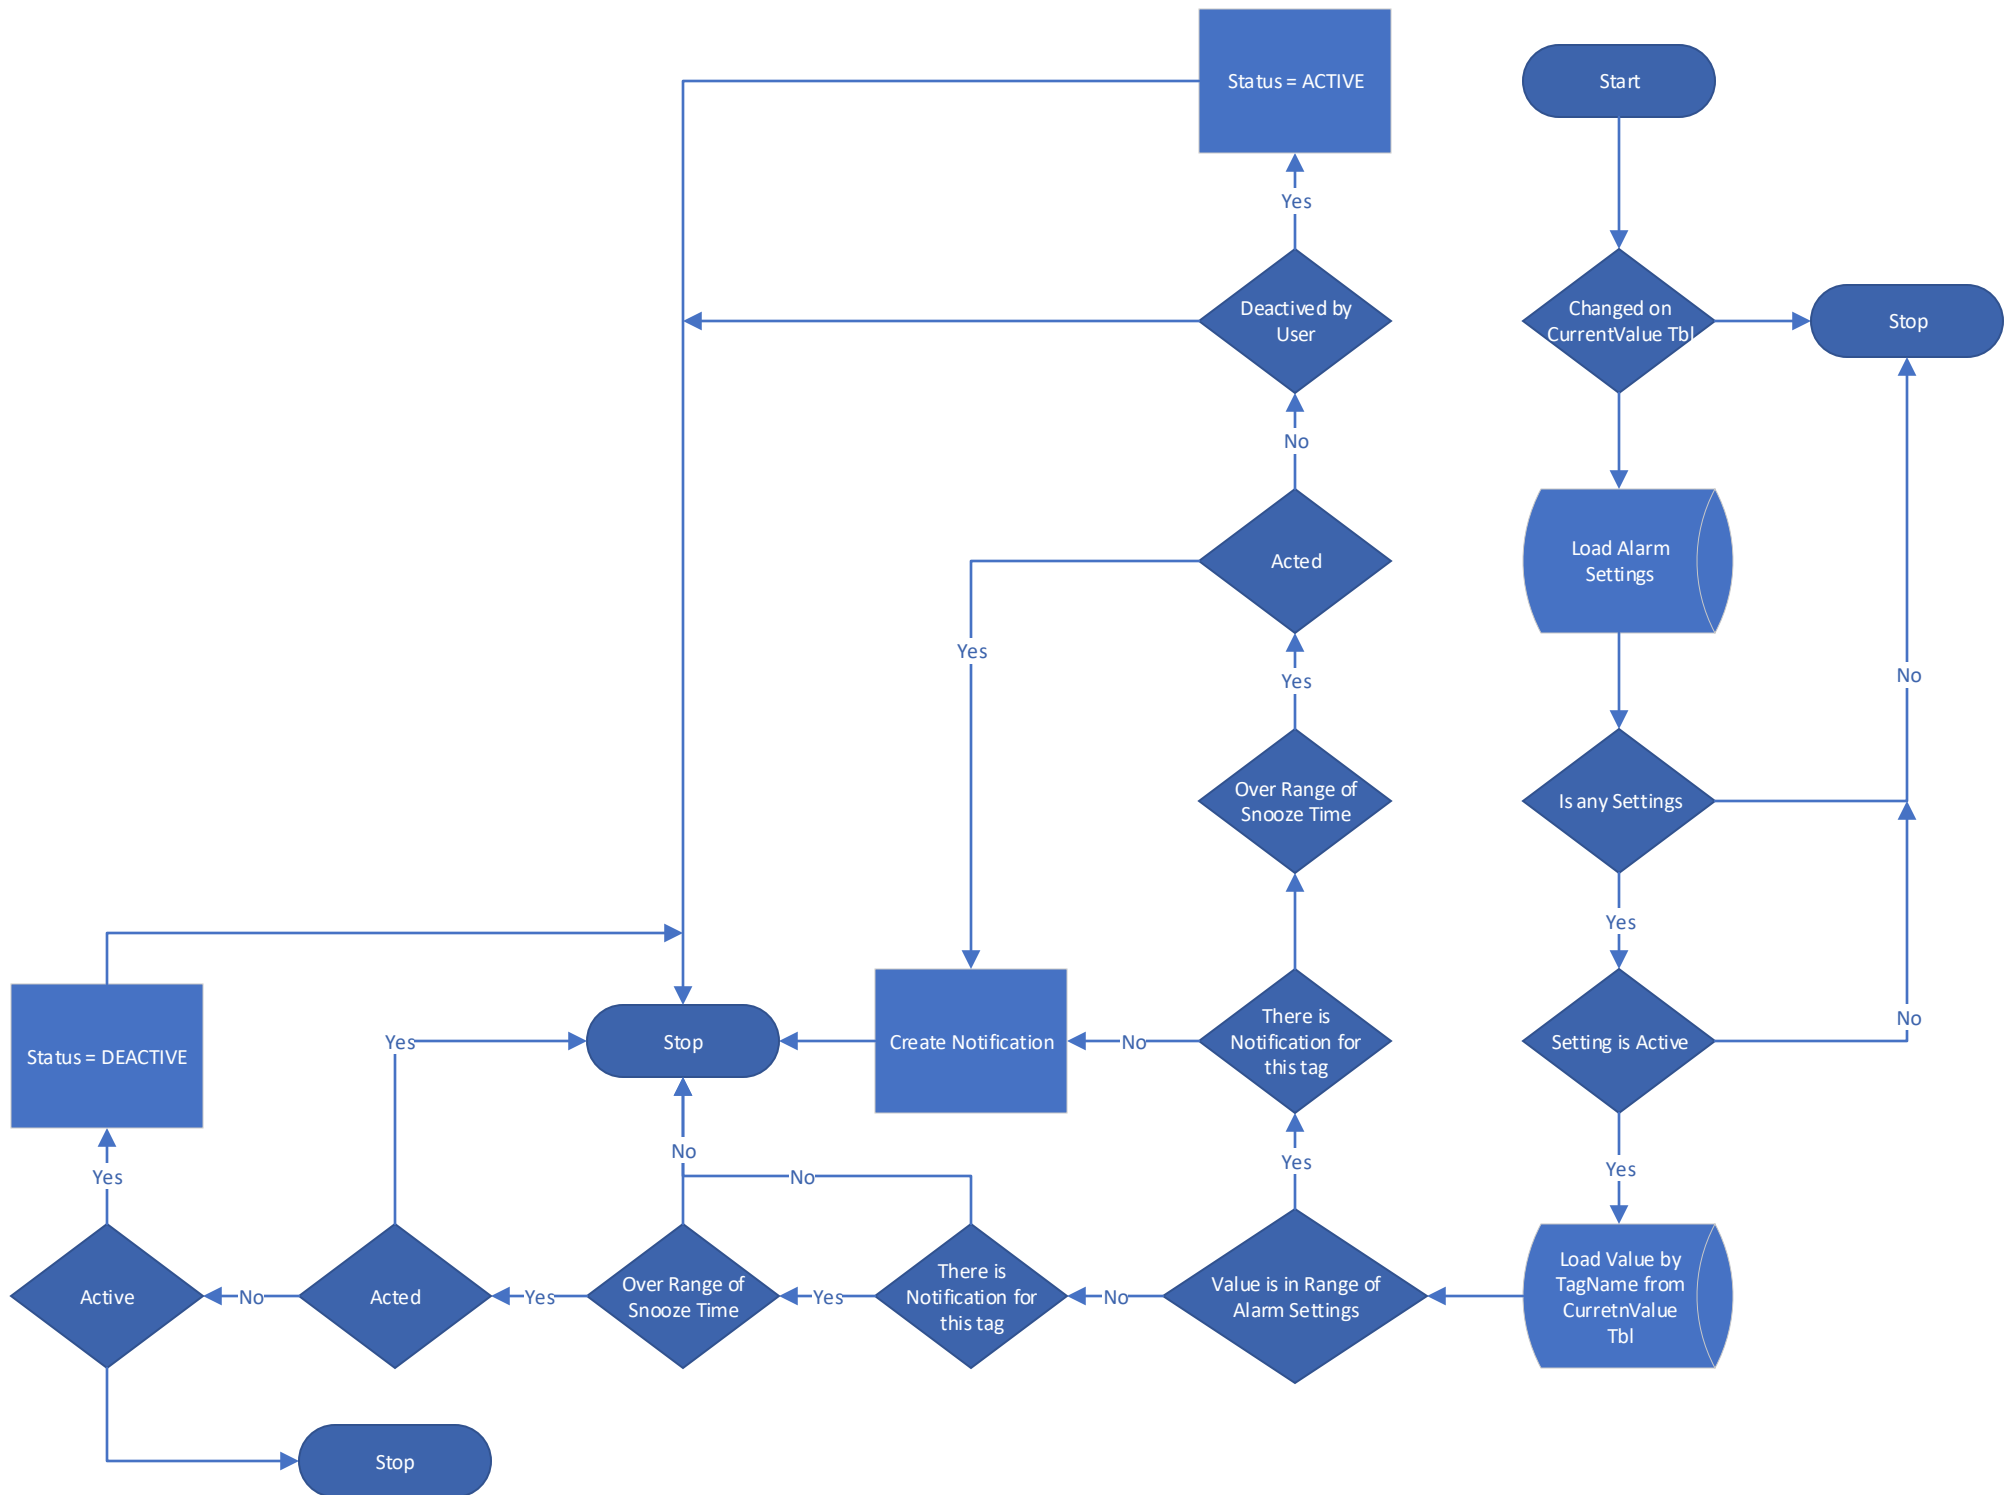 Status = ACTIVE
Start
Yes
Deactived by
User
Changed on
CurrentValue Tbl
Stop
No
Load Alarm
Settings
Acted
Yes
Yes
No
Over Range of
Snooze Time
Is any Settings
Yes
There is
Notification for
this tag
No
Create Notification
Stop
Yes
Status = DEACTIVE
Setting is Active
No
No
No
Yes
Yes
Yes
Active
No
Acted
Yes
Over Range of
Snooze Time
Yes
There is
Notification for
this tag
No
Value is in Range of
Alarm Settings
Load Value by
TagName from
CurretnValue
Tbl
Stop